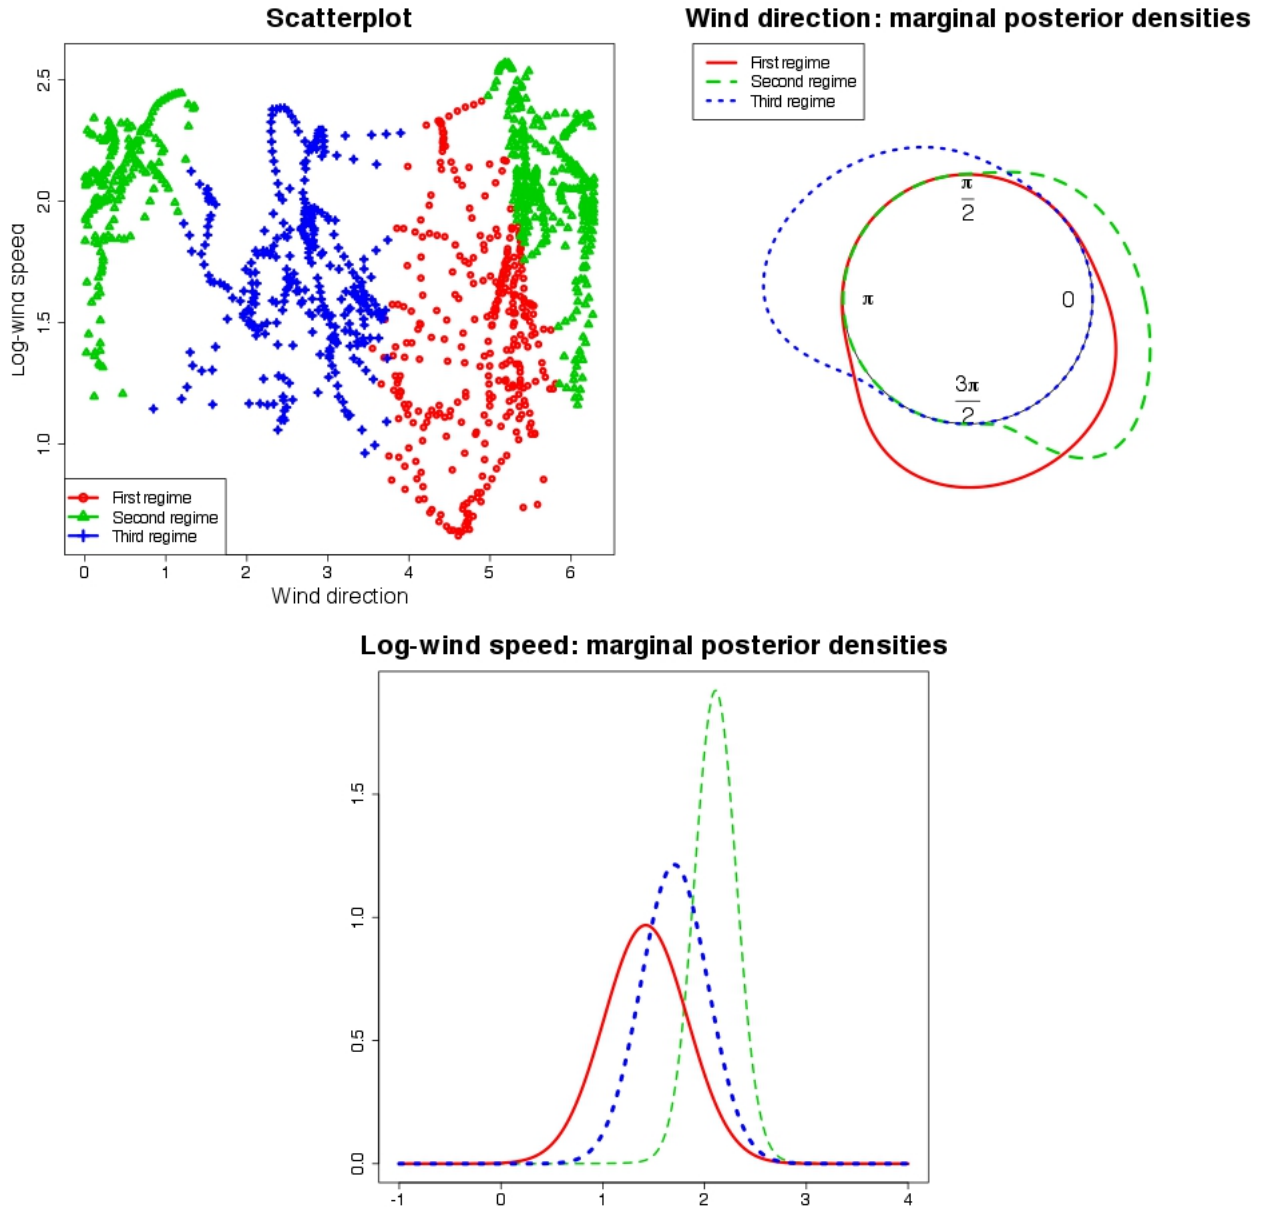 Scatterplot
2.5
2.0
1.5
1.0
Log-wind speed
First regime
Second regime
Third regime
0 1 2 3 4 5 6
Wind direction
Wind direction: marginal posterior densities
First regime
Second regime
Third regime
π
2
π
0
3π
2
Log-wind speed: marginal posterior densities
1.5
1.0
0.5
0.0
-1 0 1 2 3 4